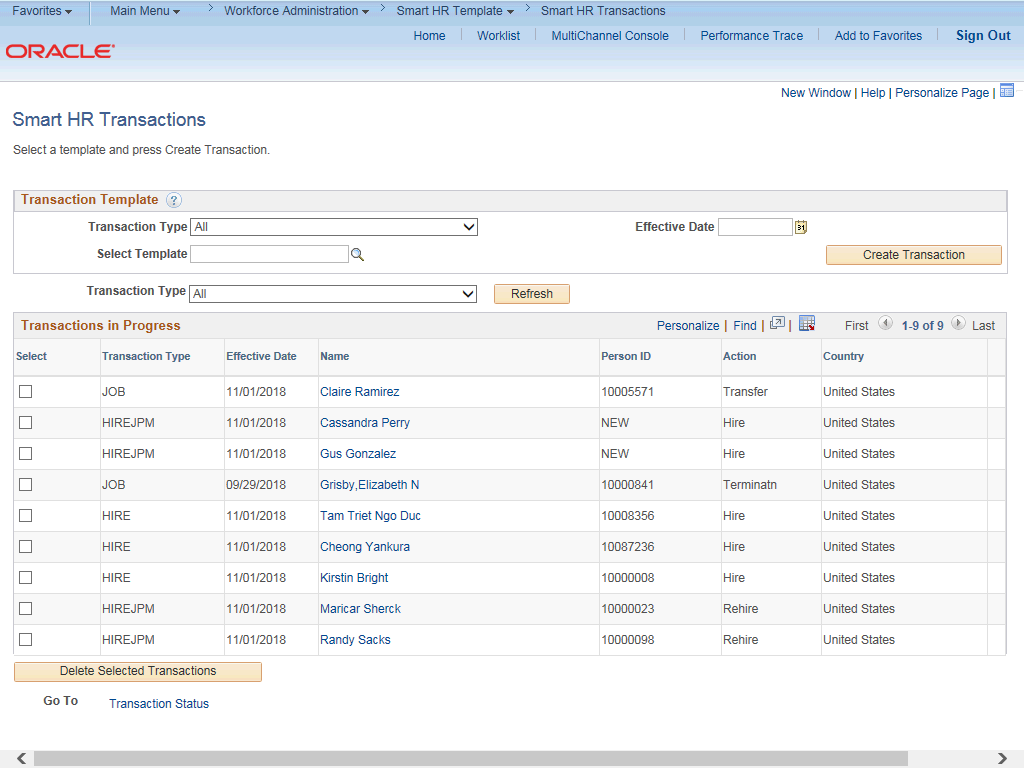 Favorites Main Menu Workforce Administration Smart HR Template Smart HR Transactions
Home Worklist MultiChannel Console Performance Trace Add to Favorites Sign Out
ORACLE
New Window | Help | Personalize Page |
Smart HR Transactions
Select a template and press Create Transaction.
Transaction Template ?
Transaction Type All Effective Date 31
Select Template Create Transaction
Transaction Type All Refresh
Transactions in Progress Personalize | Find | | First 1-9 of 9 Last
Select Transaction Type Effective Date Name Person ID Action Country
JOB 11/01/2018 Claire Ramirez 10005571 Transfer United States
HIREJPM 11/01/2018 Cassandra Perry NEW Hire United States
HIREJPM 11/01/2018 Gus Gonzalez NEW Hire United States
JOB 09/29/2018 Grisby,Elizabeth N 10000841 Terminatn United States
HIRE 11/01/2018 Tam Triet Ngo Duc 10008356 Hire United States
HIRE 11/01/2018 Cheong Yankura 10087236 Hire United States
HIRE 11/01/2018 Kirstin Bright 10000008 Hire United States
HIREJPM 11/01/2018 Maricar Sherck 10000023 Rehire United States
HIREJPM 11/01/2018 Randy Sacks 10000098 Rehire United States
Delete Selected Transactions
Go To Transaction Status